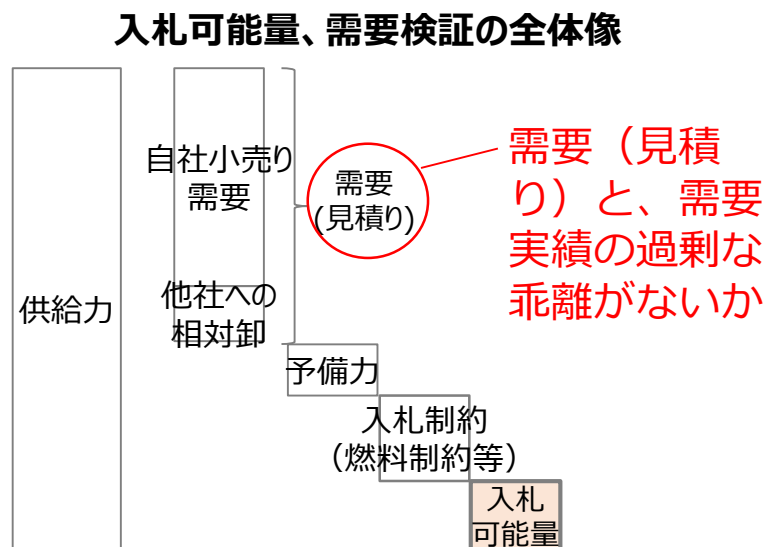 入札可能量、需要検証の全体像
供給力
自社小売り
需要
他社への
相対卸
需要
(見積り)
需要（見積
り）と、需要
実績の過剰な
乖離がないか
予備力
入札制約
（燃料制約等）
入札
可能量